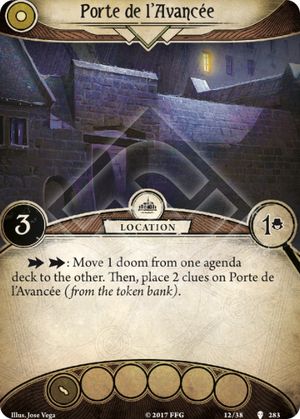 Porte de l'Avancée
3
LOCATION
1
: Move 1 doom from one agenda
deck to the other. Then, place 2 clues on Porte de
l'Avancée (from the token bank).
Illus. Jose Vega
© 2017 FFG
12/38
283